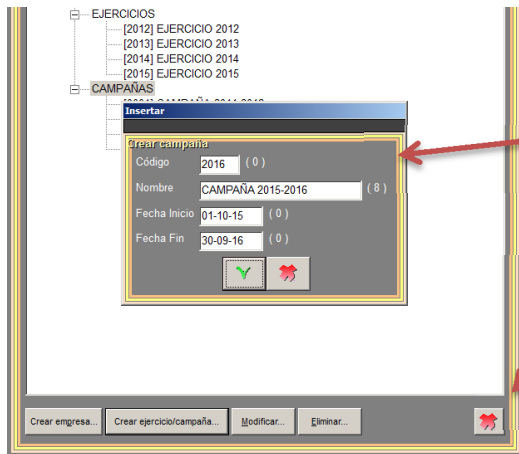 EJERCICIOS
[2012] EJERCICIO 2012
[2013] EJERCICIO 2013
[2014] EJERCICIO 2014
[2015] EJERCICIO 2015
CAMPAÑAS
Insertar
Crear campaña
Código 2016 ( 0 )
Nombre CAMPAÑA 2015-2016 ( 8 )
Fecha Inicio 01-10-15 ( 0 )
Fecha Fin 30-09-16 ( 0 )
Crear empresa... Crear ejercicio/campaña... Modificar... Eliminar...